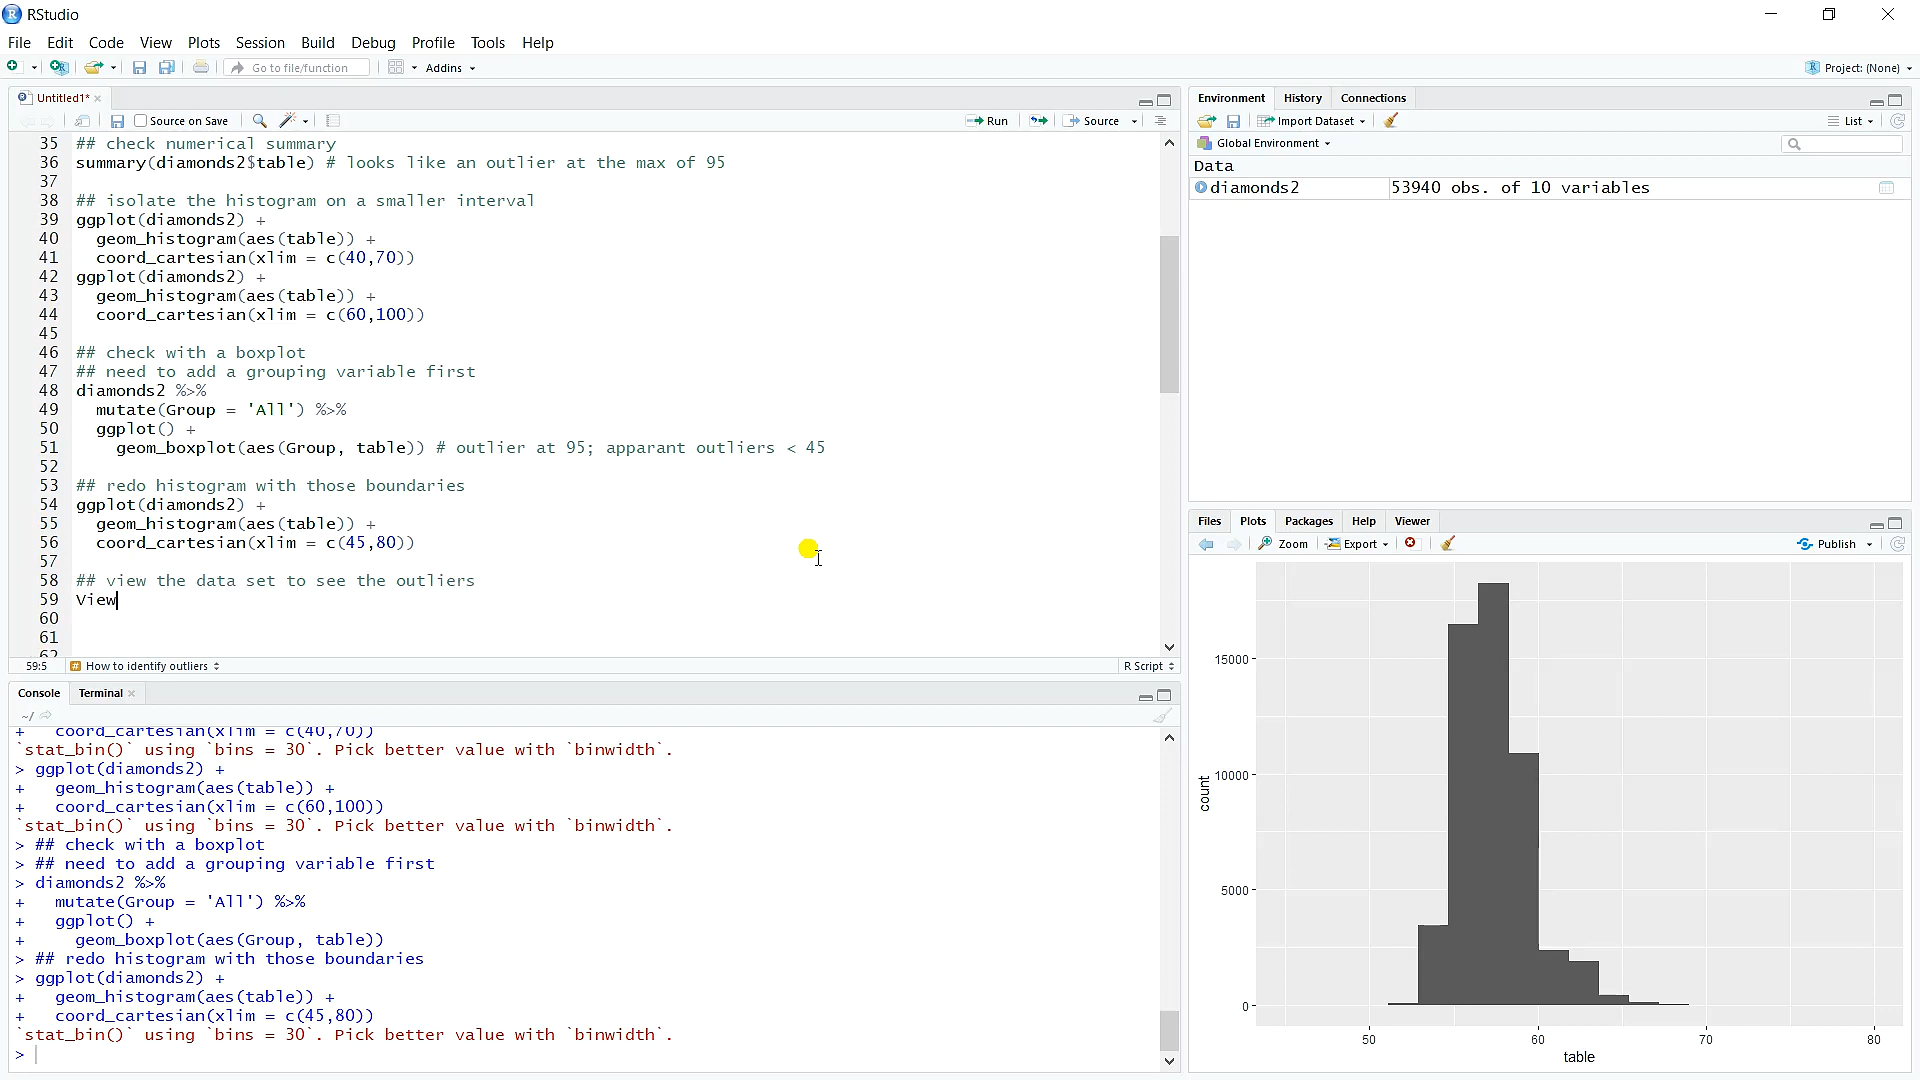 RStudio
File Edit Code View Plots Session Build Debug Profile Tools Help
Go to file/function Addins Project: (None)
Untitled1*
Source on Save Run Source
35 ## check numerical summary
36 summary(diamonds2$table) # looks like an outlier at the max of 95
37
38 ## isolate the histogram on a smaller interval
39 ggplot(diamonds2) +
40 geom_histogram(aes(table)) +
41 coord_cartesian(xlim = c(40,70))
42 ggplot(diamonds2) +
43 geom_histogram(aes(table)) +
44 coord_cartesian(xlim = c(60,100))
45
46 ## check with a boxplot
47 ## need to add a grouping variable first
48 diamonds2 %>%
49 mutate(Group = 'All') %>%
50 ggplot() +
51 geom_boxplot(aes(Group, table)) # outlier at 95; apparant outliers < 45
52
53 ## redo histogram with those boundaries
54 ggplot(diamonds2) +
55 geom_histogram(aes(table)) +
56 coord_cartesian(xlim = c(45,80))
57
58 ## view the data set to see the outliers
59 View
60
61
62
59:5 # How to identify outliers R Script
Console Terminal
~/
+ coord_cartesian(xlim = c(40,70))
`stat_bin()` using `bins = 30`. Pick better value with `binwidth`.
> ggplot(diamonds2) +
+ geom_histogram(aes(table)) +
+ coord_cartesian(xlim = c(60,100))
`stat_bin()` using `bins = 30`. Pick better value with `binwidth`.
> ## check with a boxplot
> ## need to add a grouping variable first
> diamonds2 %>%
+ mutate(Group = 'All') %>%
+ ggplot() +
+ geom_boxplot(aes(Group, table))
> ## redo histogram with those boundaries
> ggplot(diamonds2) +
+ geom_histogram(aes(table)) +
+ coord_cartesian(xlim = c(45,80))
`stat_bin()` using `bins = 30`. Pick better value with `binwidth`.
>
Environment History Connections
Import Dataset List
Global Environment
Data
diamonds2 53940 obs. of 10 variables
Files Plots Packages Help Viewer
Zoom Export Publish
15000
10000
5000
0
count
50 60 70 80
table